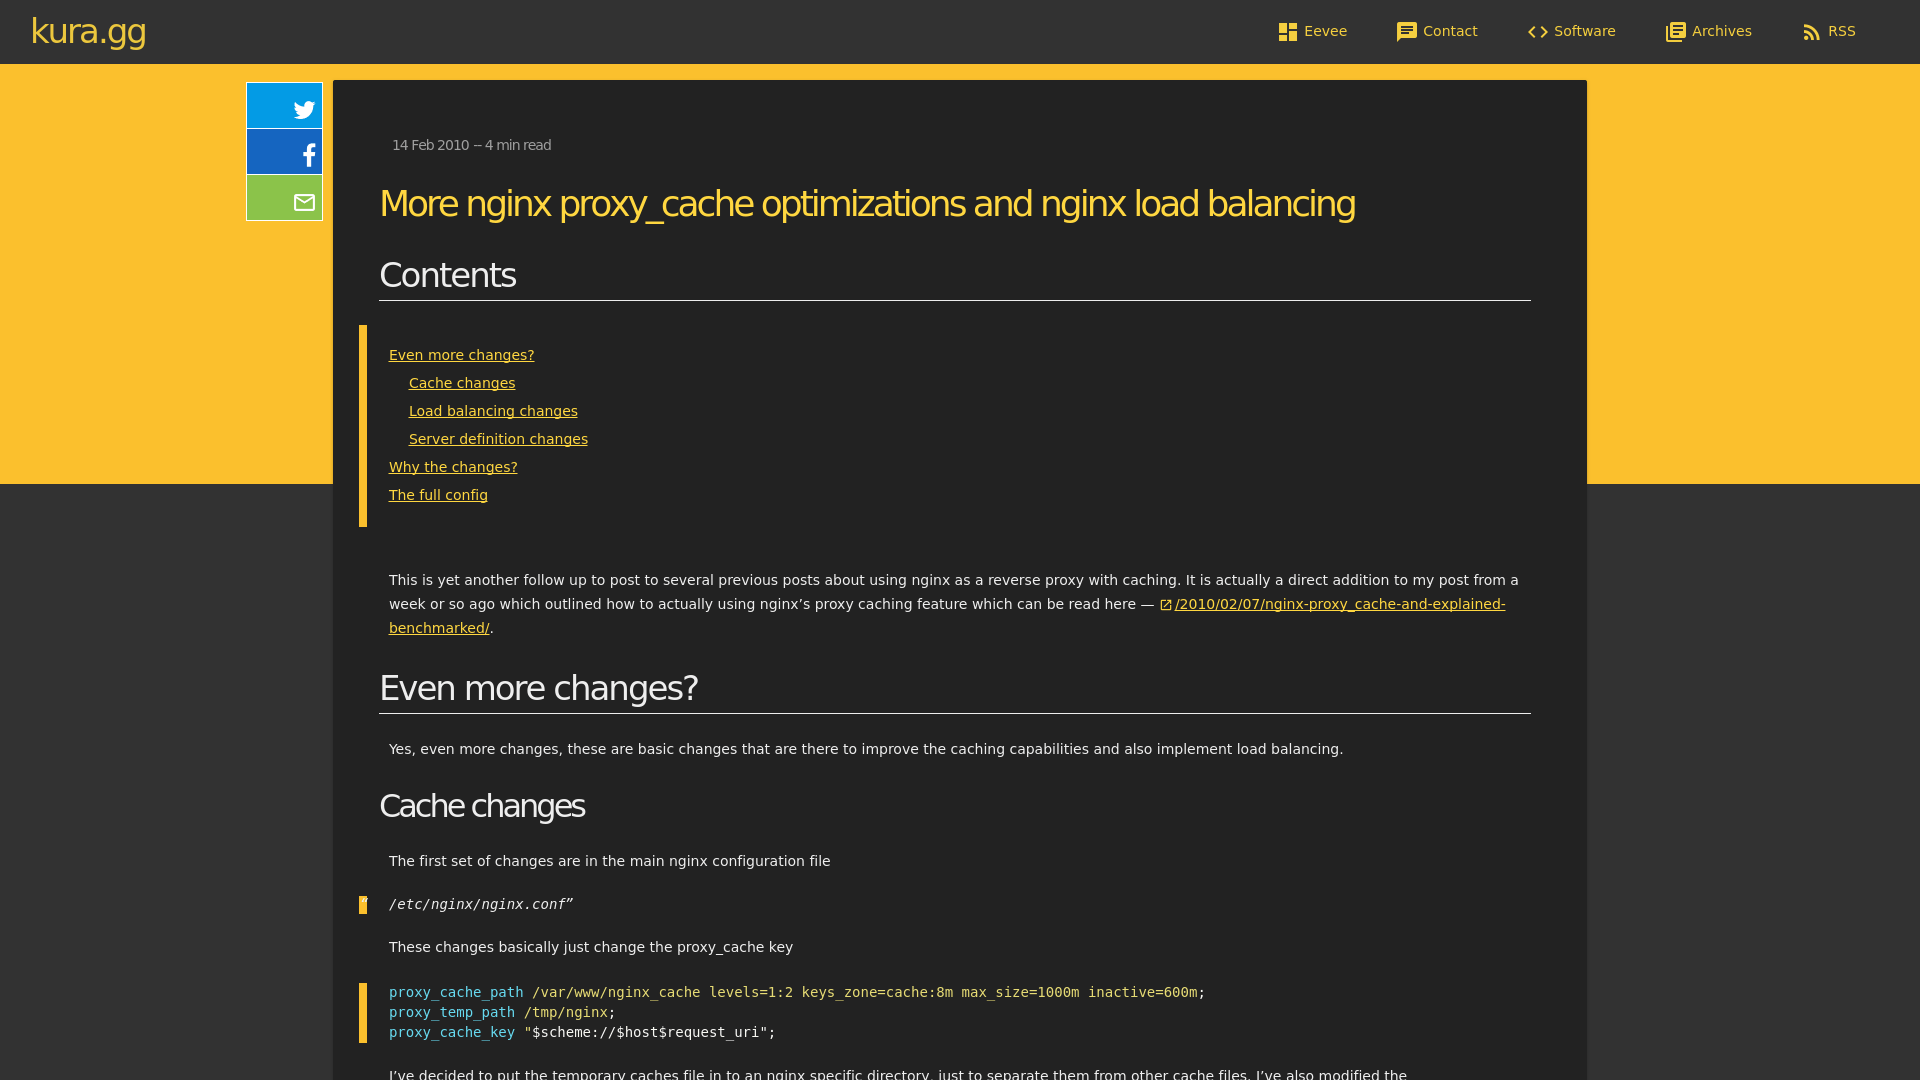 kura.gg
Eevee
Contact
Software
Archives
RSS
14 Feb 2010 – 4 min read
More nginx proxy_cache optimizations and nginx load balancing
Contents
Even more changes?
Cache changes
Load balancing changes
Server definition changes
Why the changes?
The full config
This is yet another follow up to post to several previous posts about using nginx as a reverse proxy with caching. It is actually a direct addition to my post from a
week or so ago which outlined how to actually using nginx’s proxy caching feature which can be read here — /2010/02/07/nginx-proxy_cache-and-explained-
benchmarked/.
Even more changes?
Yes, even more changes, these are basic changes that are there to improve the caching capabilities and also implement load balancing.
Cache changes
The first set of changes are in the main nginx configuration file
“ /etc/nginx/nginx.conf”
These changes basically just change the proxy_cache key
proxy_cache_path /var/www/nginx_cache levels=1:2 keys_zone=cache:8m max_size=1000m inactive=600m;
proxy_temp_path /tmp/nginx;
proxy_cache_key "$scheme://$host$request_uri";
I’ve decided to put the temporary caches file in to an nginx specific directory, just to separate them from other cache files. I’ve also modified the